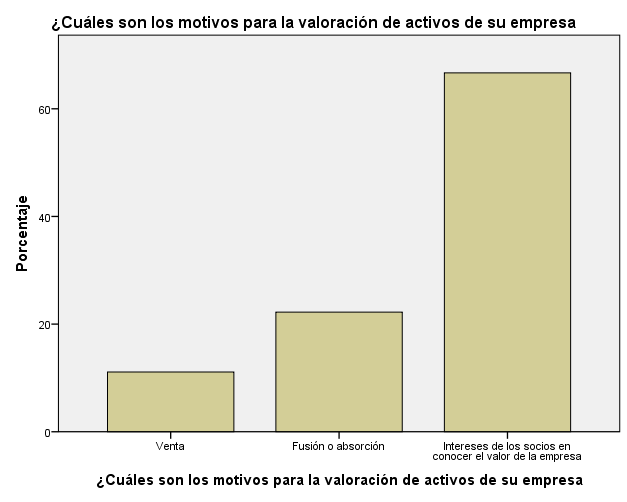 ¿Cuáles son los motivos para la valoración de activos de su empresa
Porcentaje
60
40
20
0
Venta
Fusión o absorción
Intereses de los socios en
conocer el valor de la empresa
¿Cuáles son los motivos para la valoración de activos de su empresa